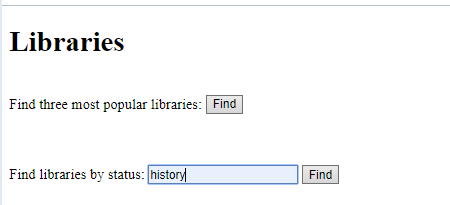 Libraries
Find three most popular libraries: Find
Find libraries by status: history Find